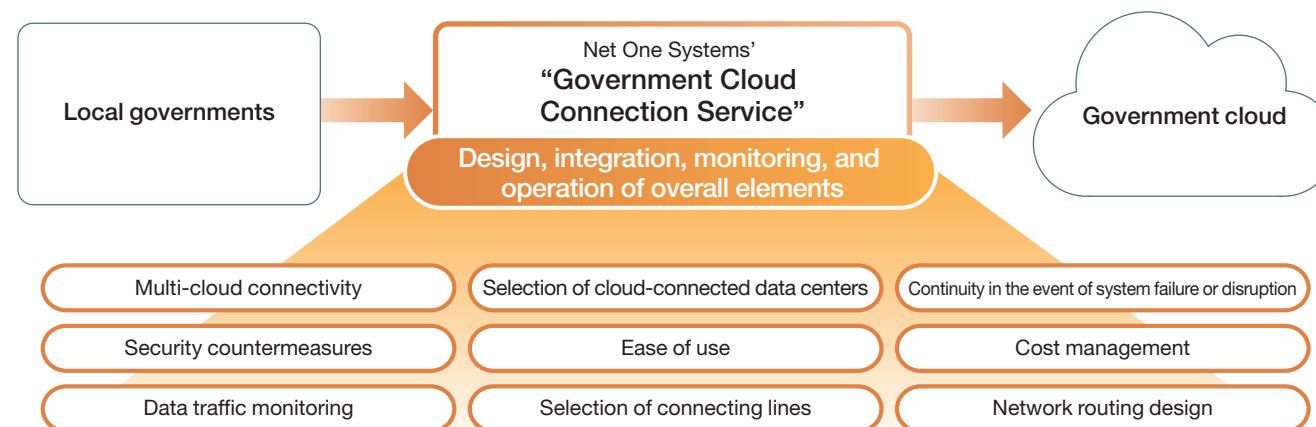 Local governments
Net One Systems’
“Government Cloud
Connection Service”
Government cloud
Design, integration, monitoring, and
operation of overall elements
Multi-cloud connectivity
Selection of cloud-connected data centers
Continuity in the event of system failure or disruption
Security countermeasures
Ease of use
Cost management
Data traffic monitoring
Selection of connecting lines
Network routing design